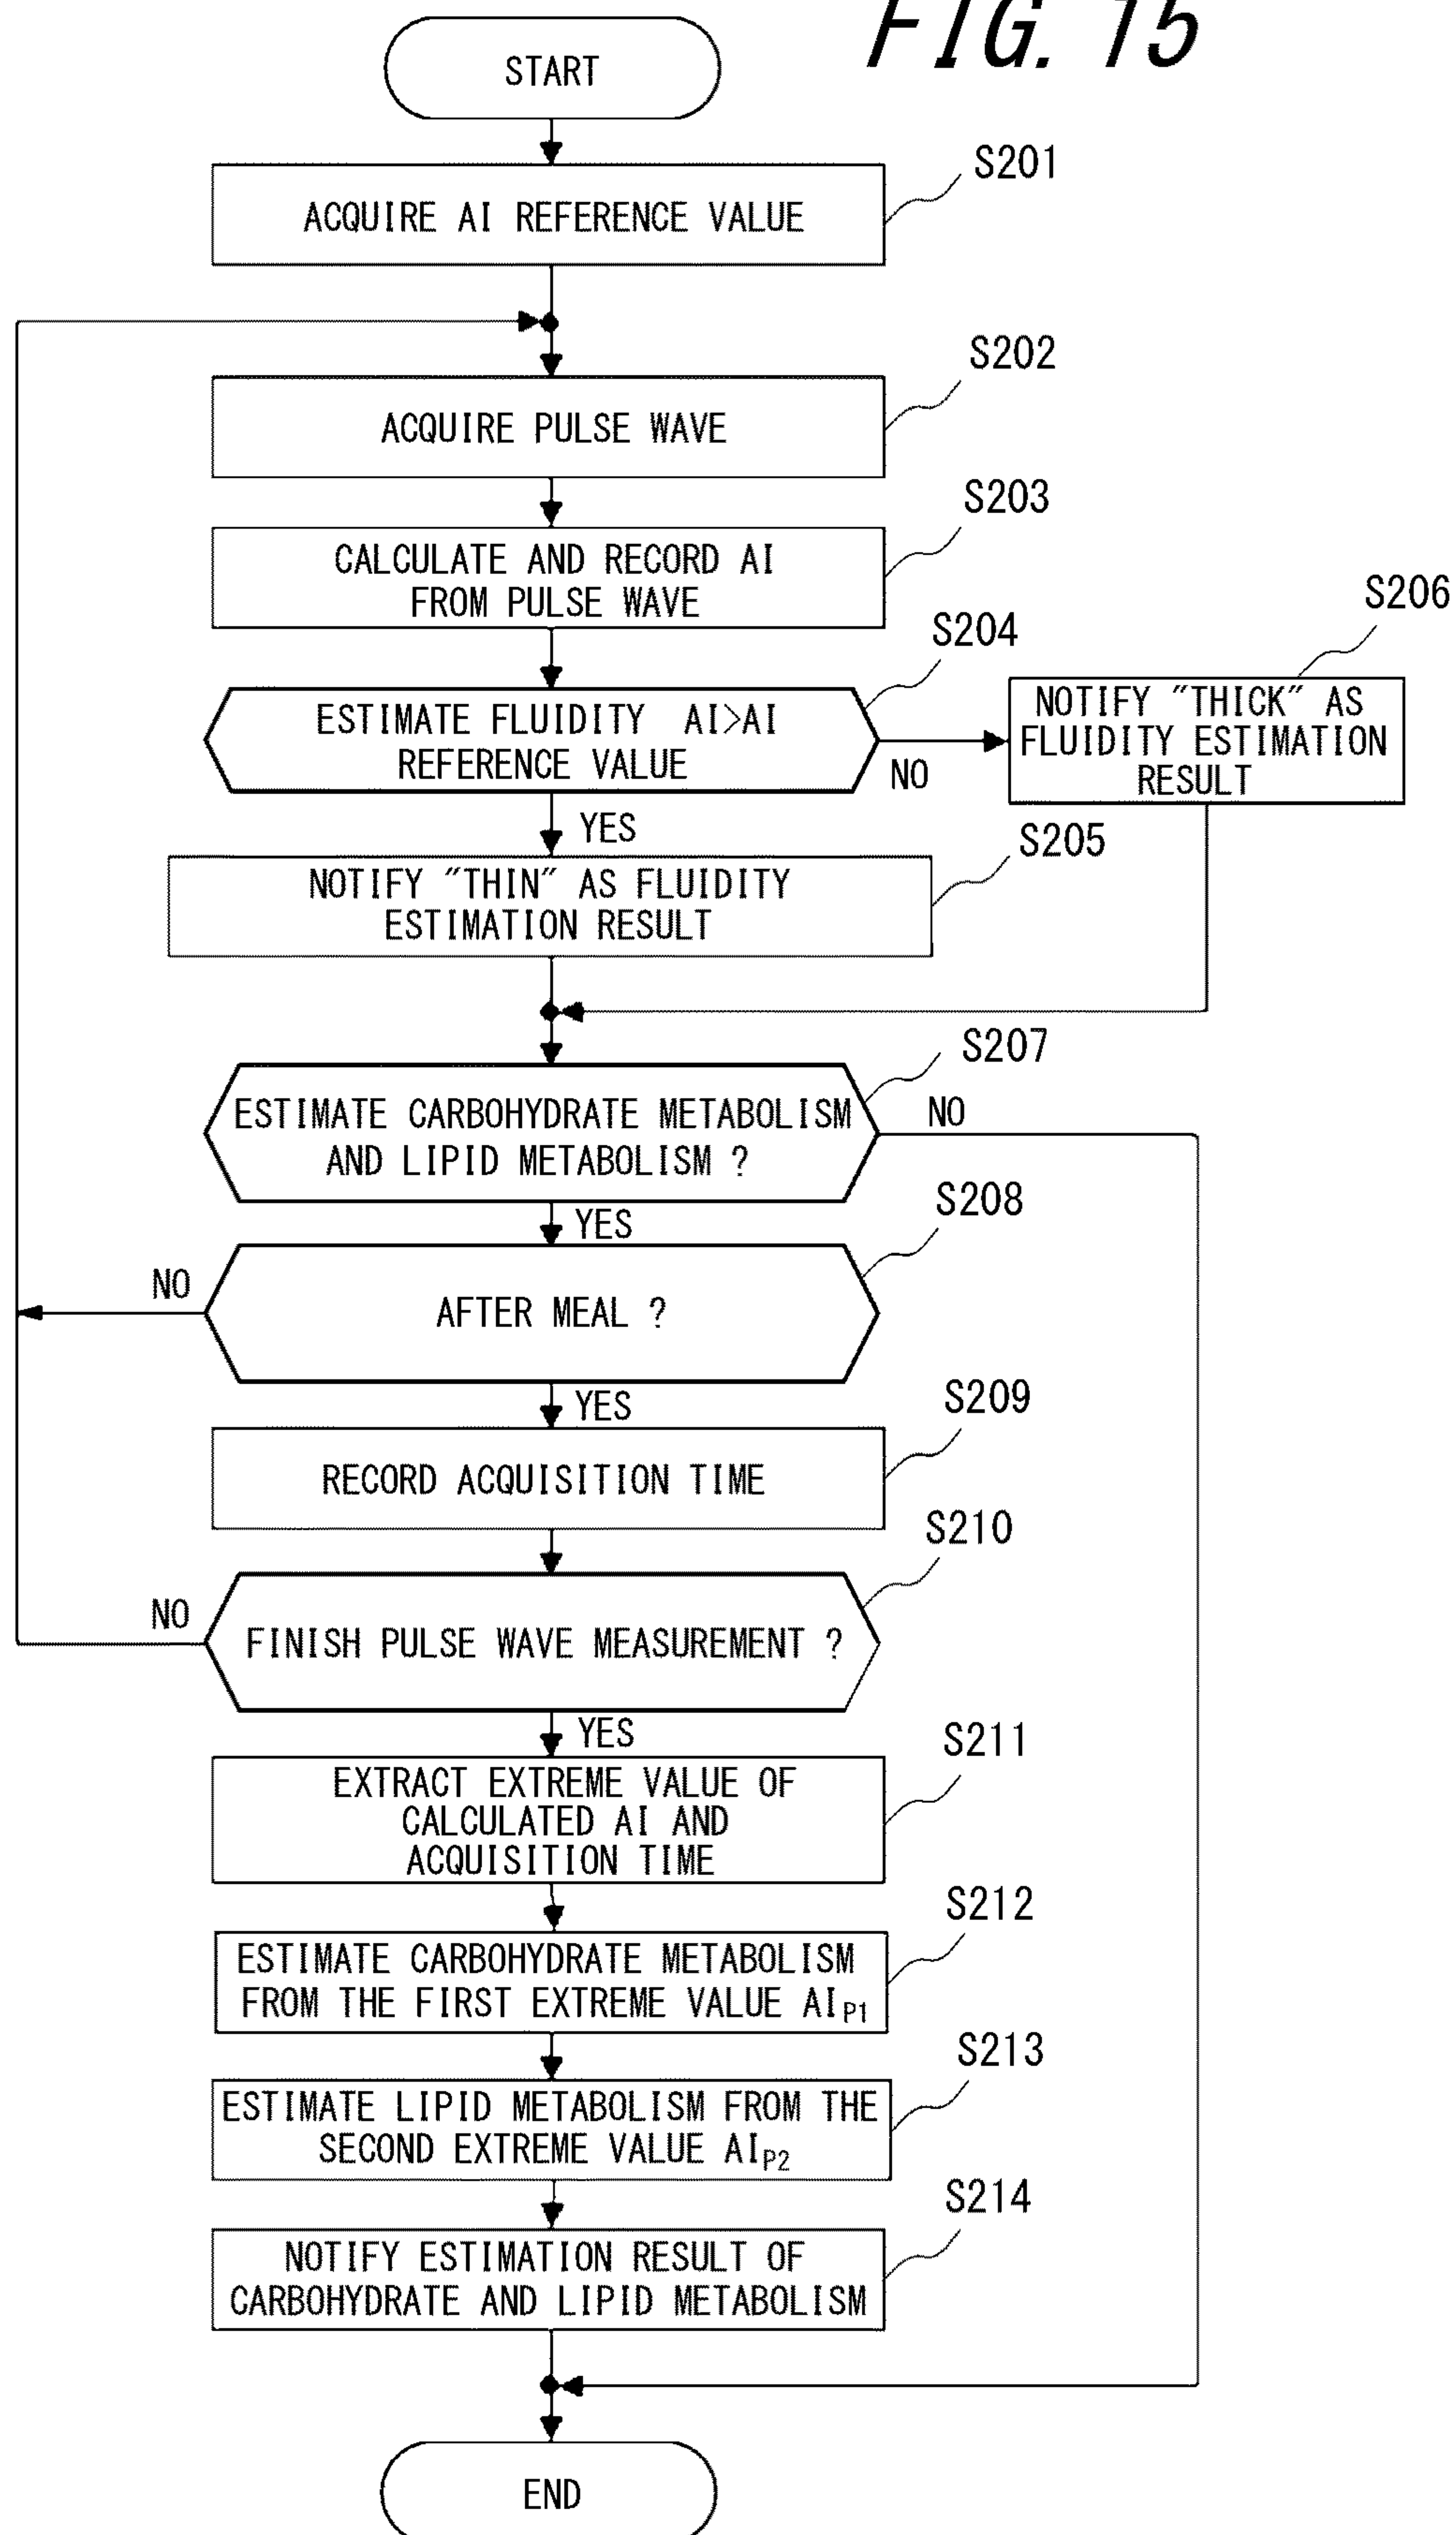 FIG. 15
START
S201
ACQUIRE AI REFERENCE VALUE
S202
ACQUIRE PULSE WAVE
S203
CALCULATE AND RECORD AI
FROM PULSE WAVE
S204
ESTIMATE FLUIDITY AI>AI
REFERENCE VALUE
NO
S206
NOTIFY "THICK" AS
FLUIDITY ESTIMATION
RESULT
YES
S205
NOTIFY "THIN" AS FLUIDITY
ESTIMATION RESULT
S207
ESTIMATE CARBOHYDRATE METABOLISM
AND LIPID METABOLISM ?
NO
YES
S208
NO
AFTER MEAL ?
YES
S209
RECORD ACQUISITION TIME
S210
NO
FINISH PULSE WAVE MEASUREMENT ?
YES
S211
EXTRACT EXTREME VALUE OF
CALCULATED AI AND
ACQUISITION TIME
S212
ESTIMATE CARBOHYDRATE METABOLISM
FROM THE FIRST EXTREME VALUE AIP1
S213
ESTIMATE LIPID METABOLISM FROM THE
SECOND EXTREME VALUE AIP2
S214
NOTIFY ESTIMATION RESULT OF
CARBOHYDRATE AND LIPID METABOLISM
END